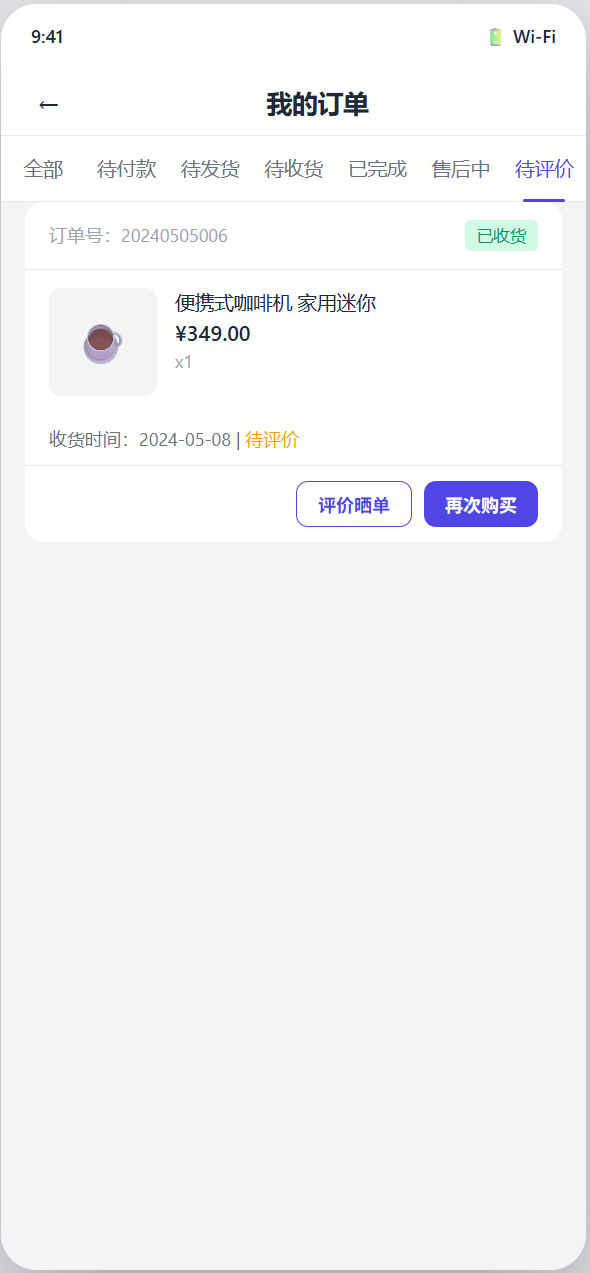 9:41 Wi-Fi
← 我的订单
全部 待付款 待发货 待收货 已完成 售后中 待评价
订单号：20240505006 已收货
便携式咖啡机 家用迷你
¥349.00
x1
收货时间：2024-05-08 | 待评价
评价晒单 再次购买